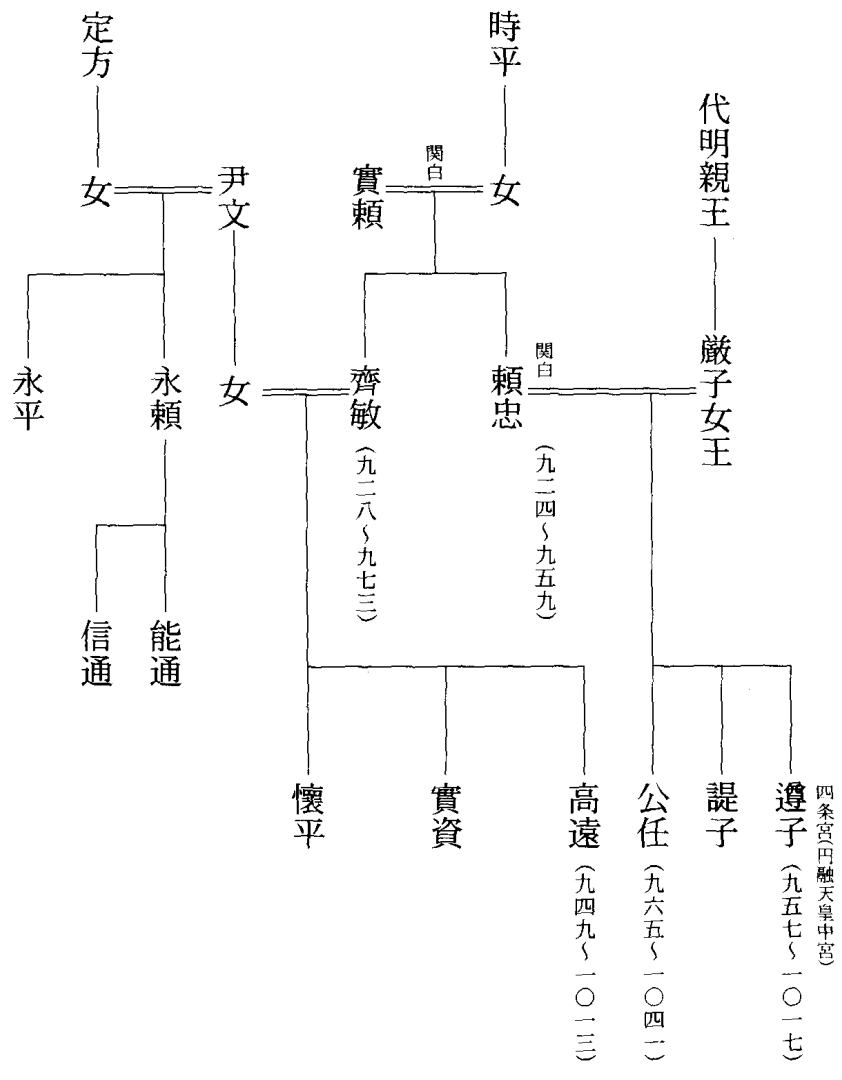 代明親王
厳子女王
時平
女
関白
實頼
関白
頼忠
(九二四～九五九)
齊敏
(九二八～九七三)
定方
女
尹文
女
永頼
永平
能通
信通
四条宮(円融天皇中宮)
遵子(九五七～一〇一七)
諟子
公任(九六五～一〇四一)
高遠(九四九～一〇一三)
實資
懷平